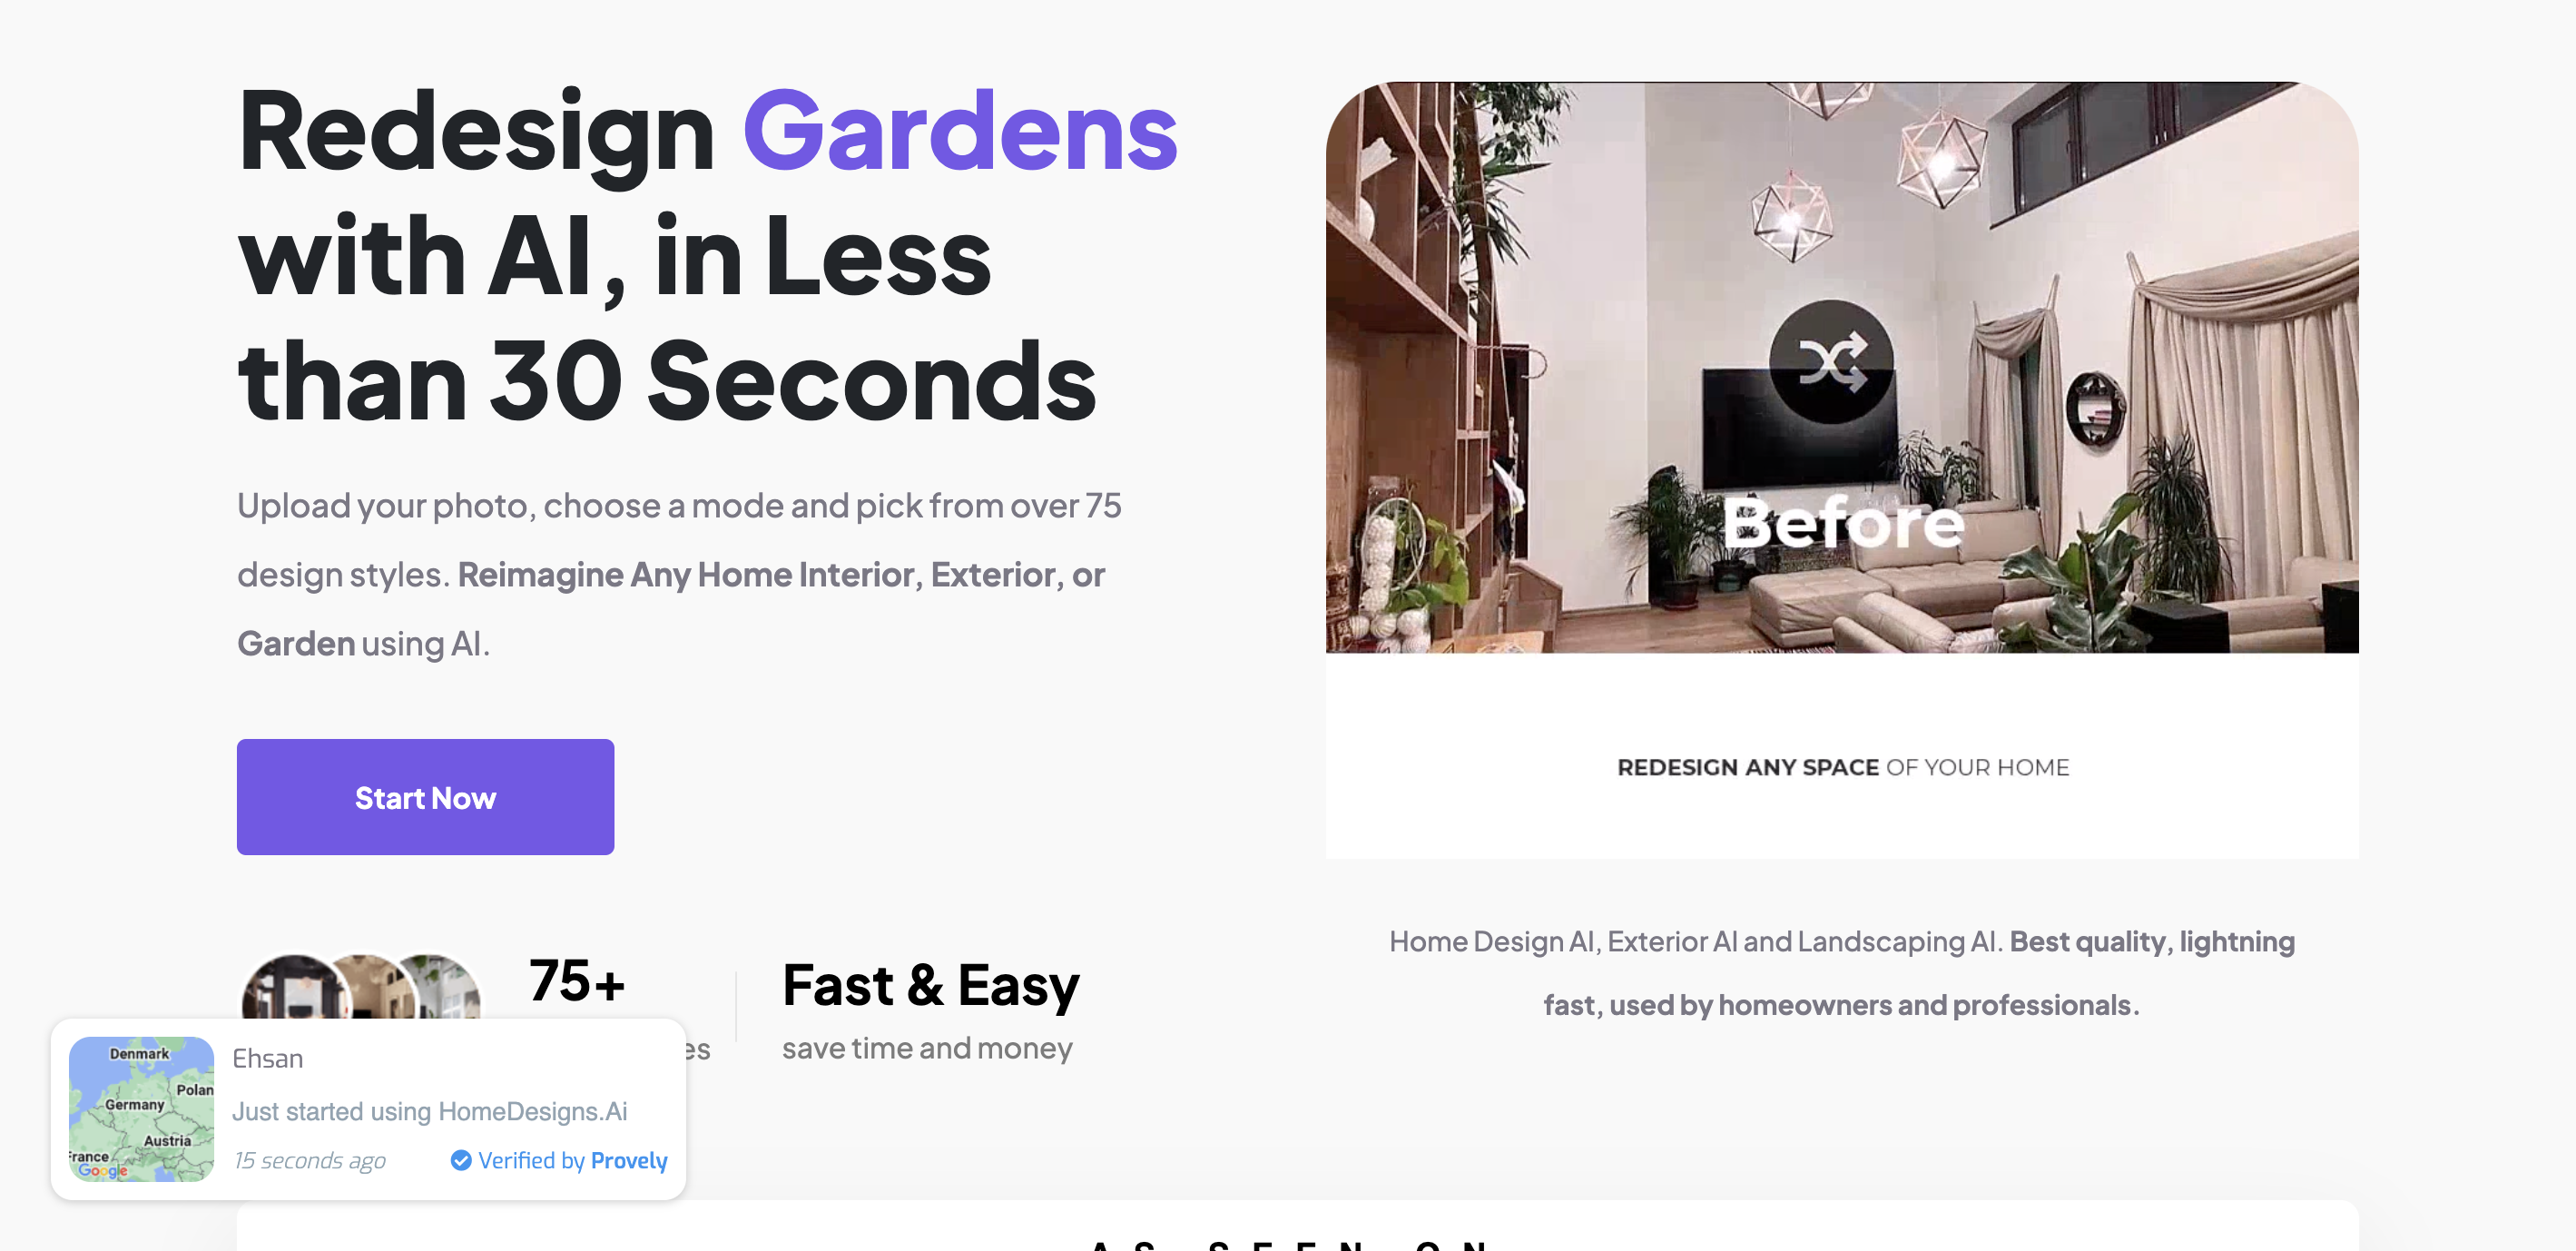 Redesign Gardens
with AI, in Less
than 30 Seconds
Upload your photo, choose a mode and pick from over 75
design styles. Reimagine Any Home Interior, Exterior, or
Garden using AI.
Start Now
75+
Fast & Easy
save time and money
Before
REDESIGN ANY SPACE OF YOUR HOME
Home Design AI, Exterior AI and Landscaping AI. Best quality, lightning
fast, used by homeowners and professionals.
Denmark
Germany
Austria
France
Google
Ehsan
Just started using HomeDesigns.Ai
15 seconds ago
Verified by Provely
AS SEEN ON